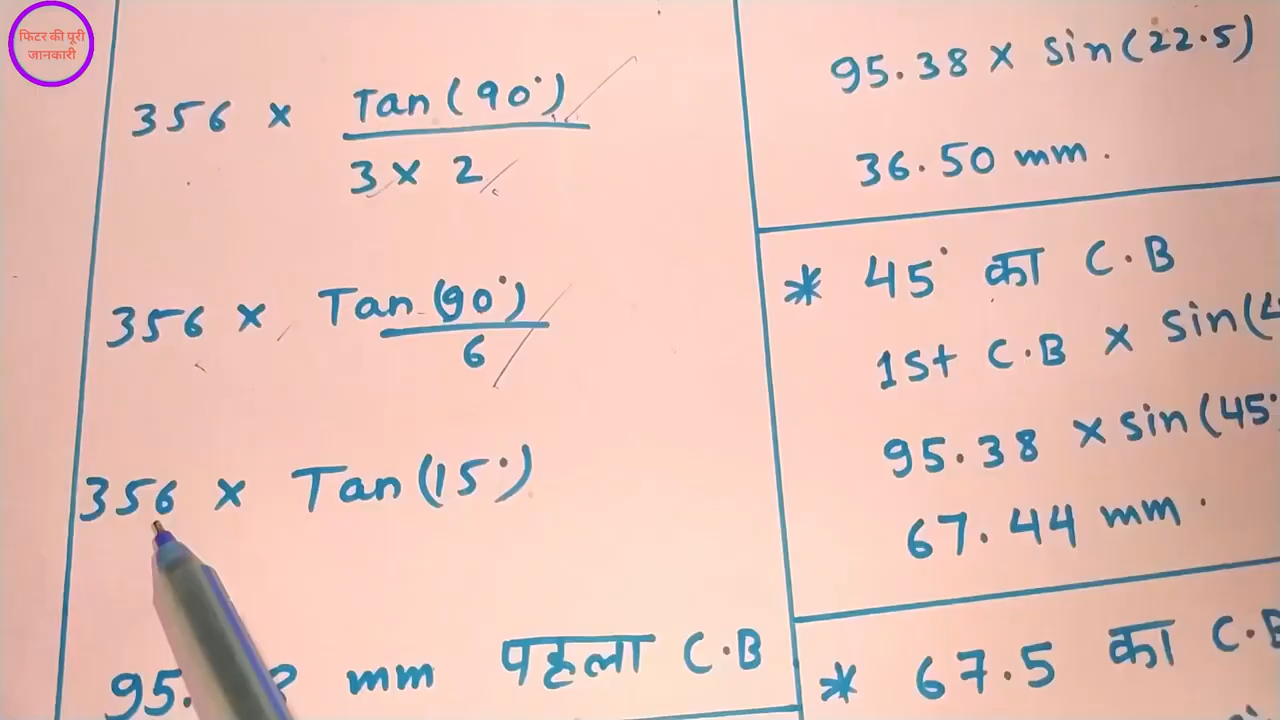 फिटर की पूरी
जानकारी
356 × Tan (90°)
3 × 2
356 × Tan (90°)
6
356 × Tan (15°)
mm पहला C.B
95.38 × sin (22.5)
36.50 mm.
* 45° का C.B
1st C.B × sin (
95.38 × sin (45°
67.44 mm.
* 67.5 का C.B